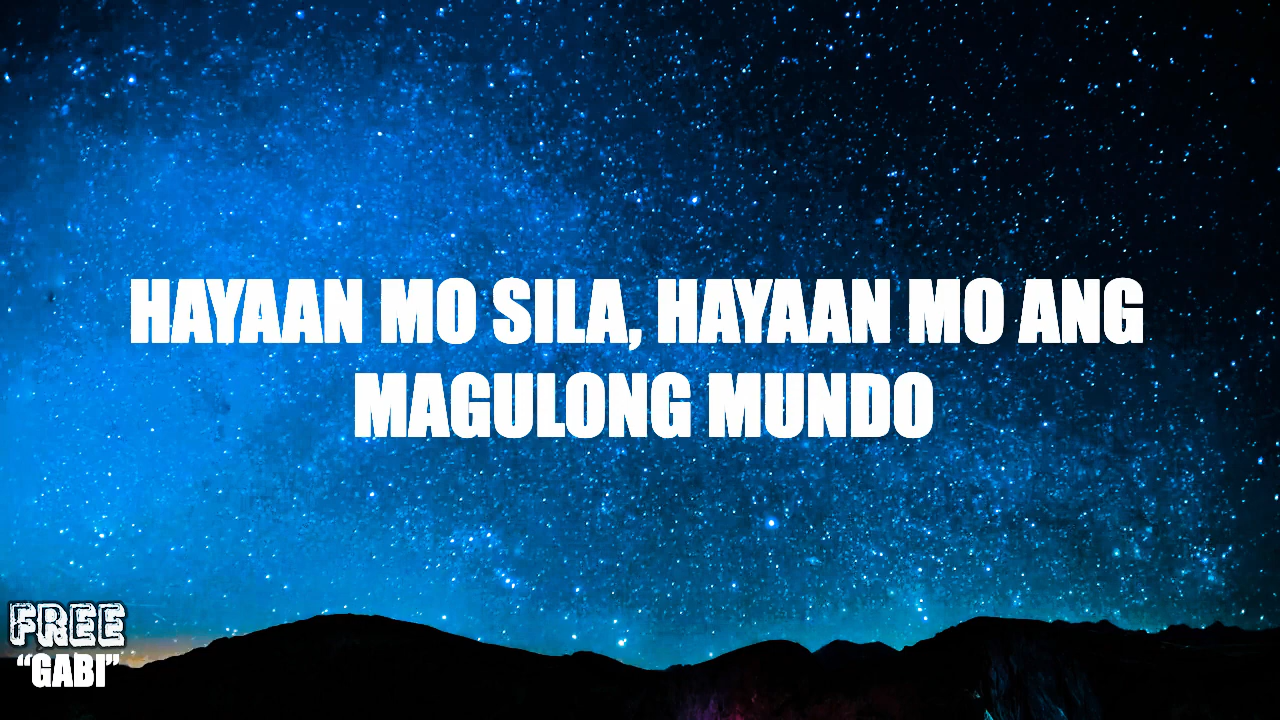 HAYAAN MO SILA, HAYAAN MO ANG
MAGULONG MUNDO
FREE
“GABI”